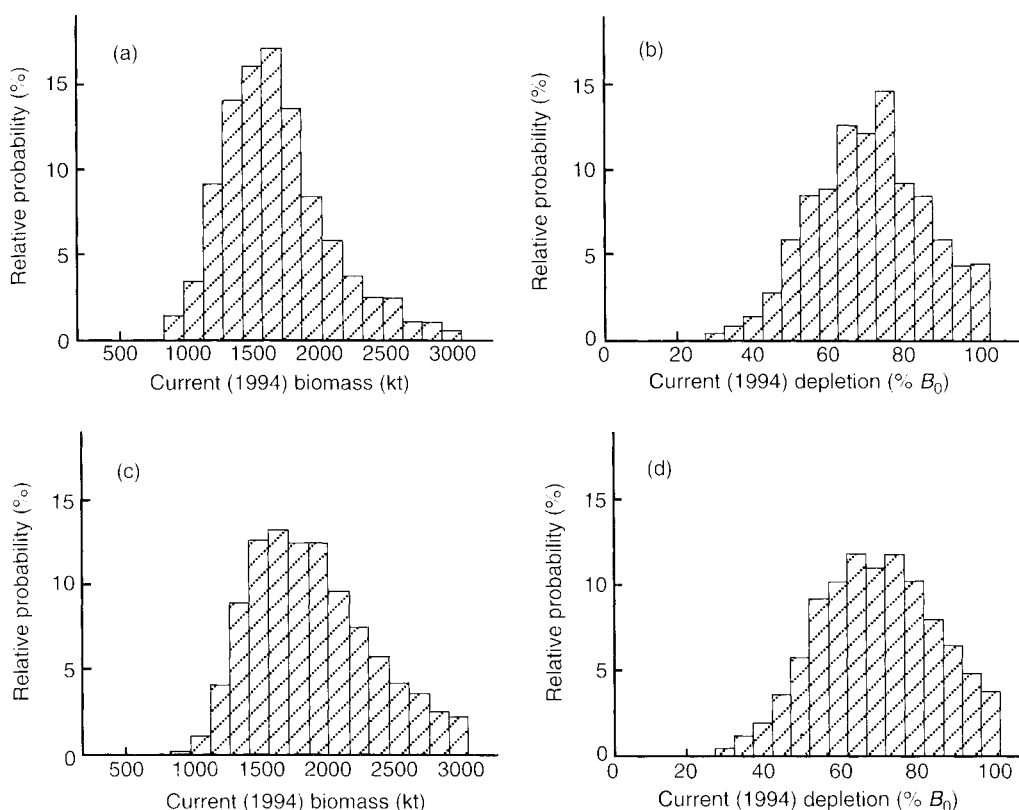 (a)
Relative probability (%)
15
10
5
0
500 1000 1500 2000 2500 3000
Current (1994) biomass (kt)
(b)
Relative probability (%)
15
10
5
0
0 20 40 60 80 100
Current (1994) depletion (% B₀)
(c)
Relative probability (%)
15
10
5
0
500 1000 1500 2000 2500 3000
Current (1994) biomass (kt)
(d)
Relative probability (%)
15
10
5
0
0 20 40 60 80 100
Current (1994) depletion (% B₀)